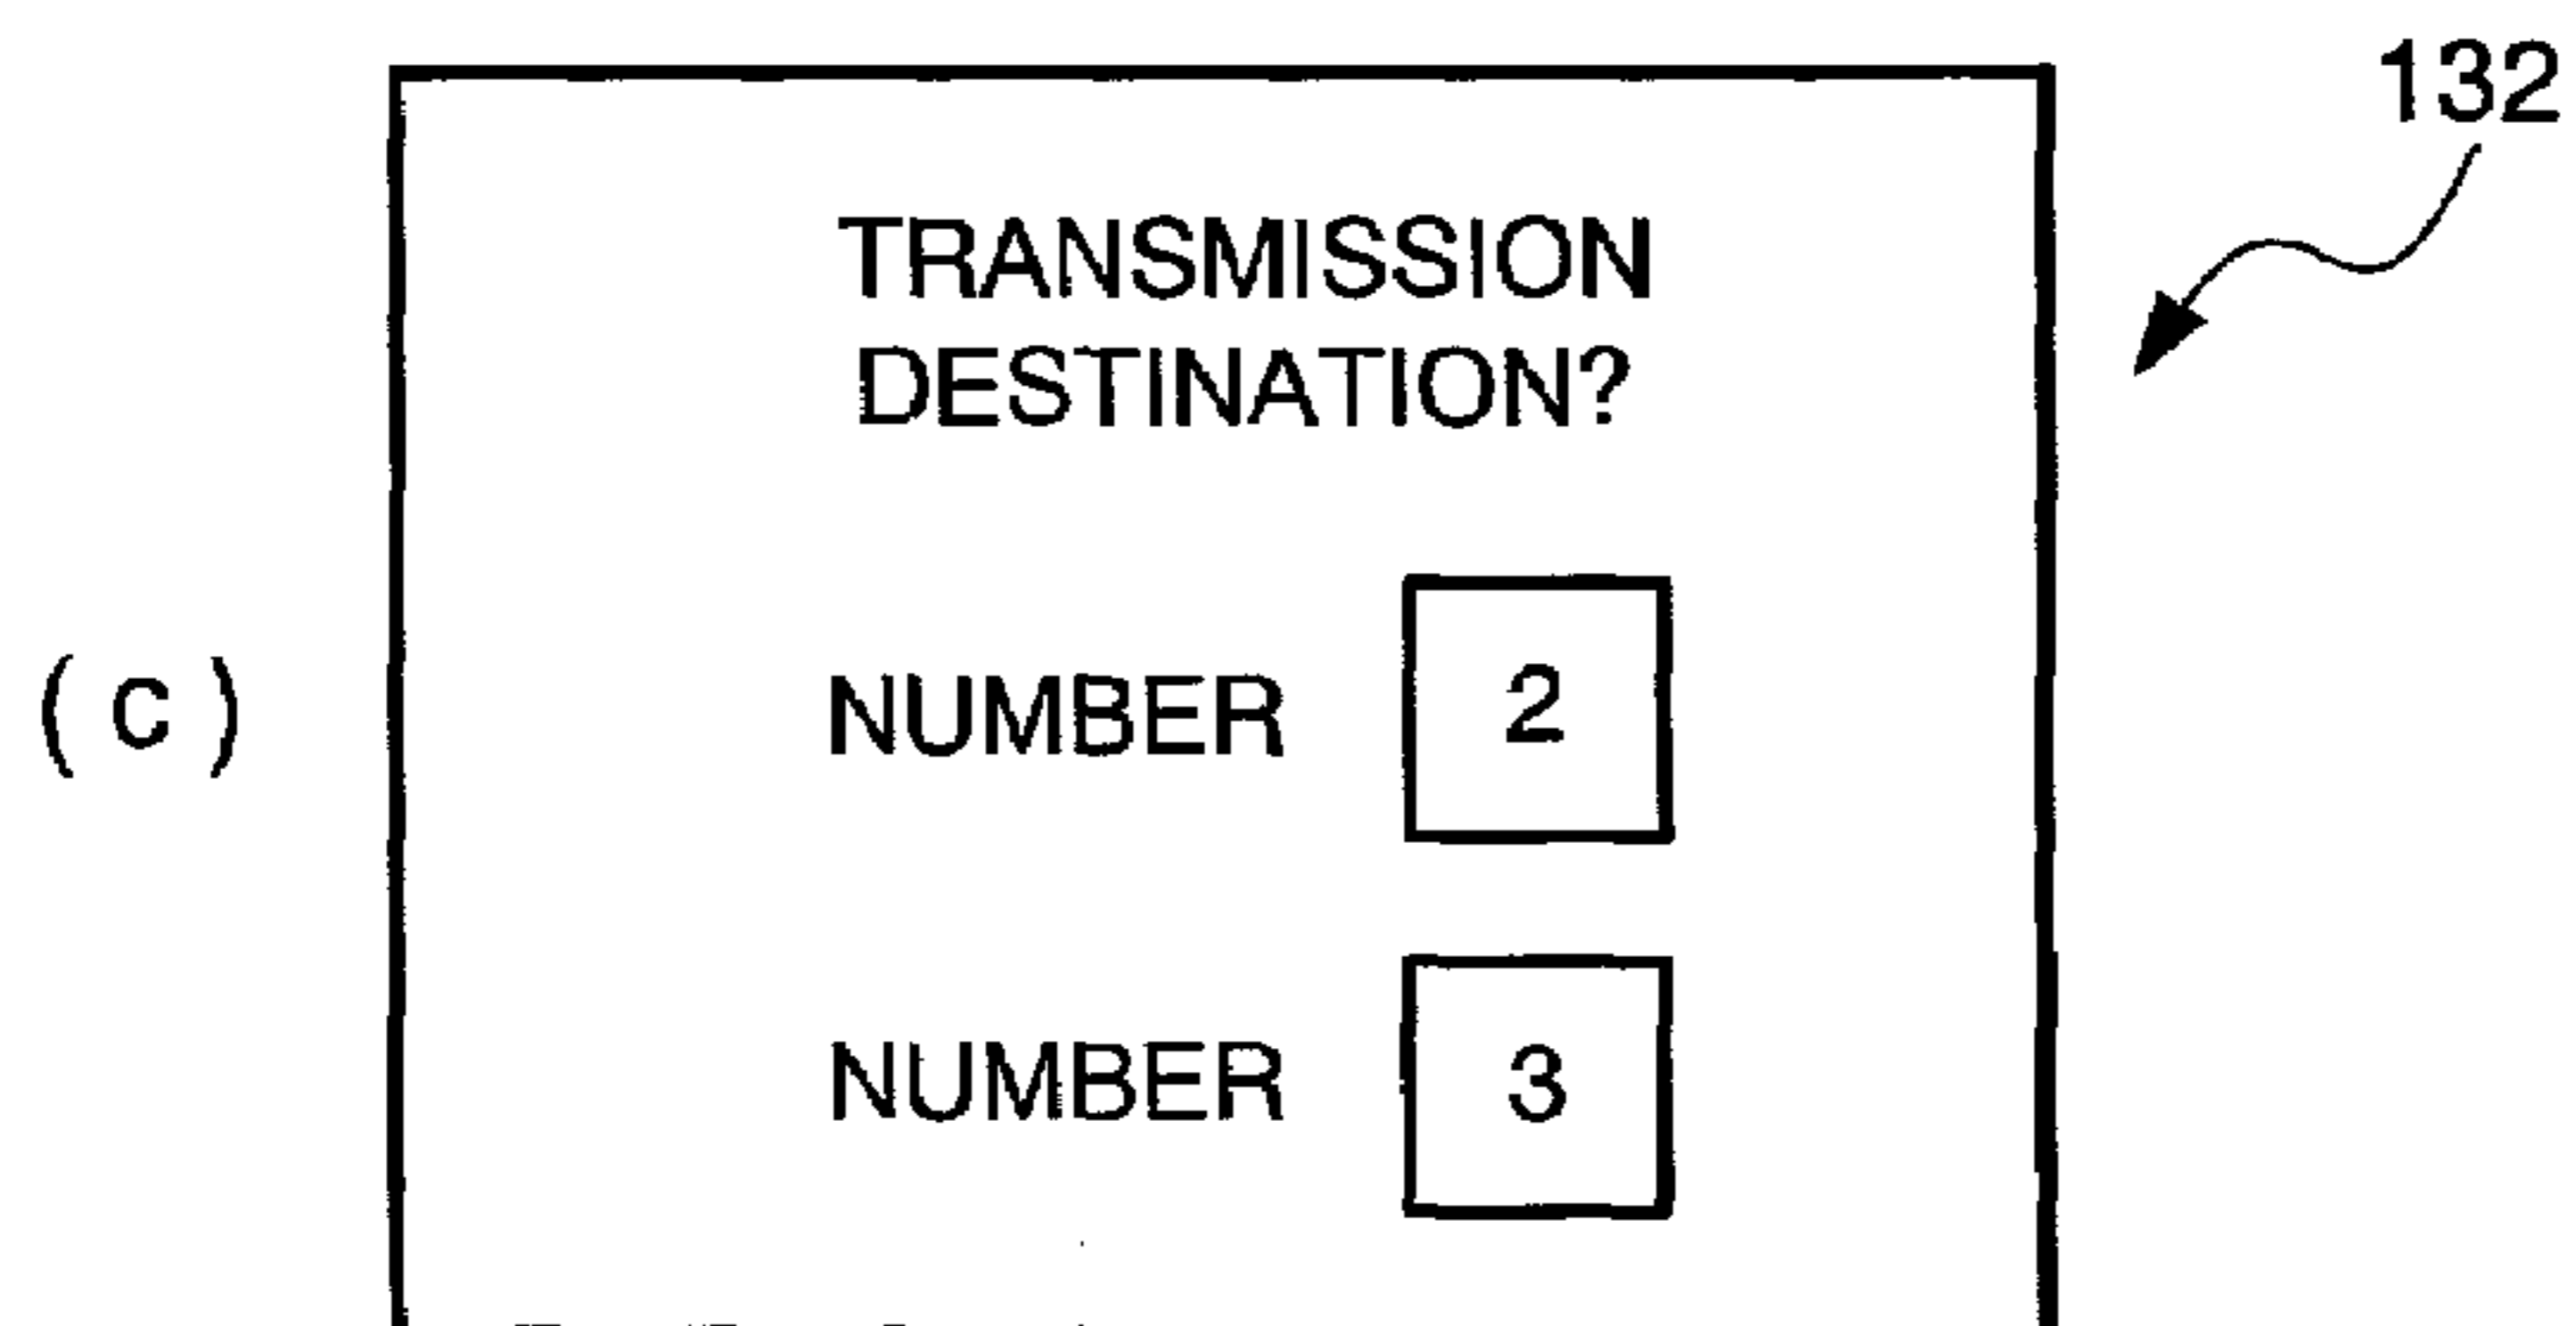 132
TRANSMISSION
DESTINATION?
(c)
NUMBER 2
NUMBER 3